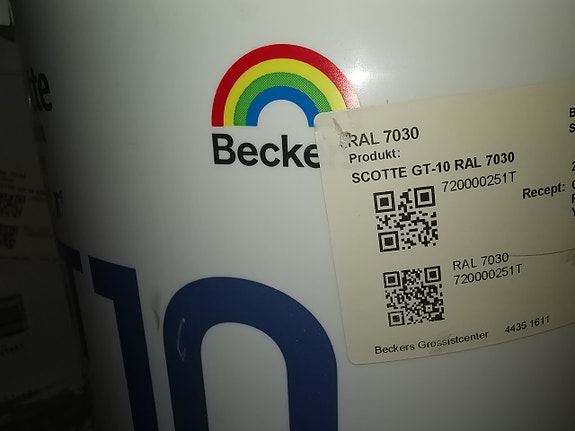 Becke
RAL 7030
Produkt:
SCOTTE GT-10 RAL 7030
720000251T
Recept:
RAL 7030
720000251T
Beckers Grossistcenter 4435 1611
10